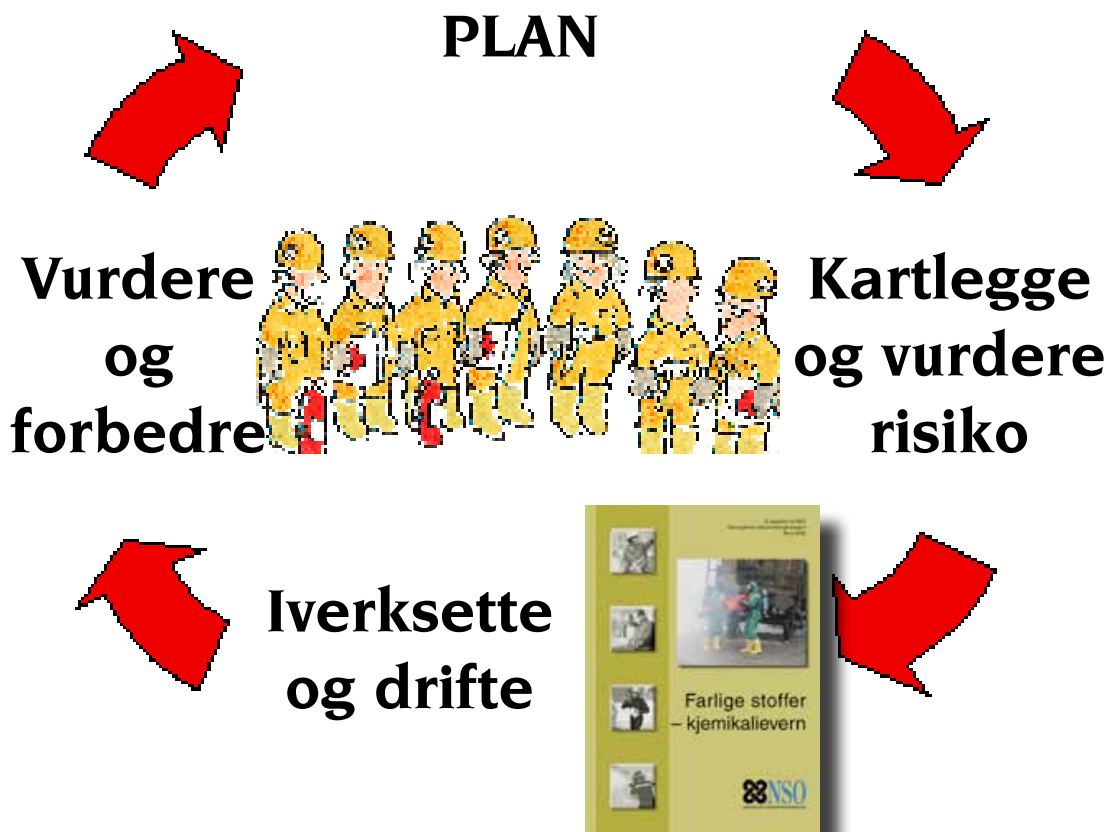 PLAN
Kartlegge
og vurdere
risiko
Iverksette
og drifte
Vurdere
og
forbedre
Farlige stoffer
– kjemikalievern
NSO